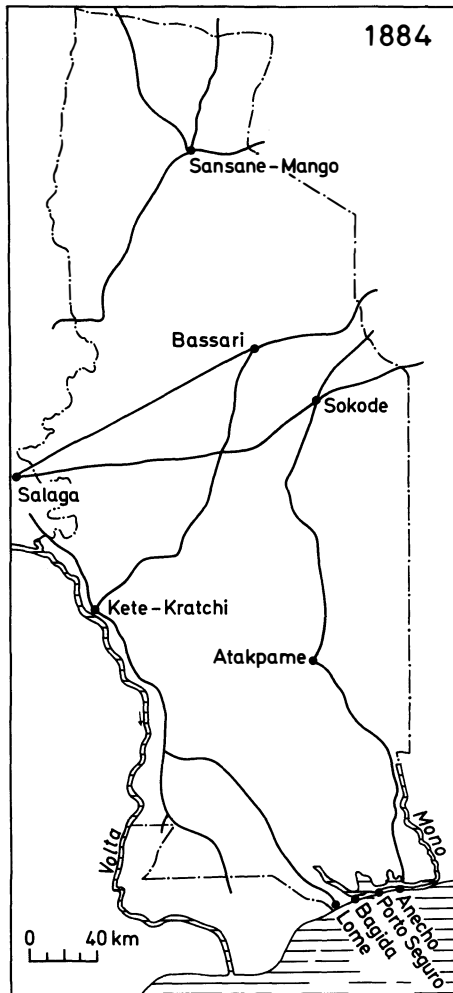 1884
Sansane-Mango
Bassari
Sokode
Salaga
Kete-Kratchi
Atakpame
Volta
Mono
Anecho
Porto Seguro
Bagida
Lome
0 40 km